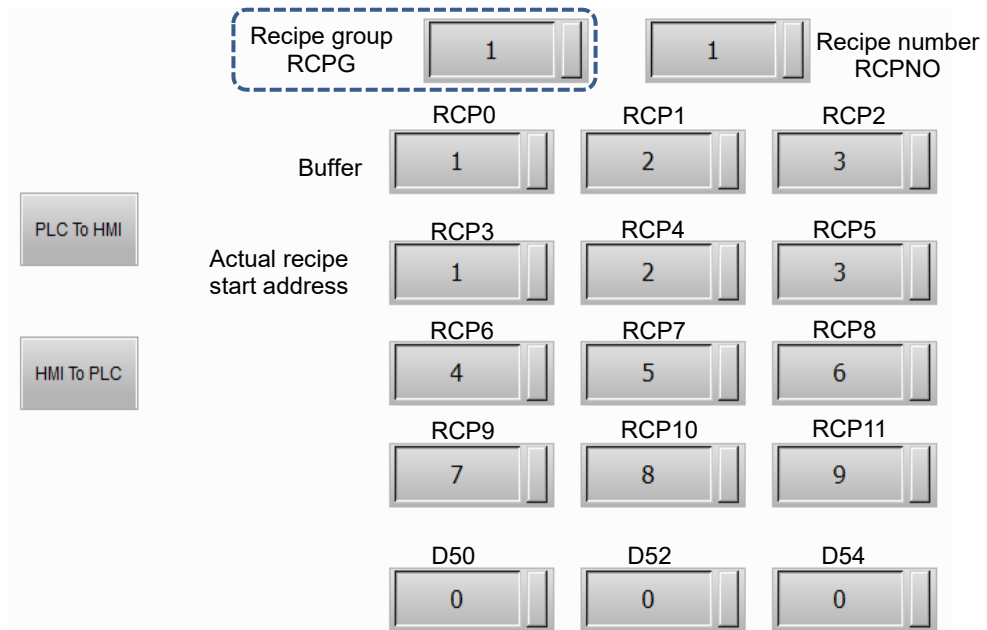 Recipe group
RCPG
1
1
Recipe number
RCPNO
RCP0
RCP1
RCP2
Buffer
1
2
3
PLC To HMI
RCP3
RCP4
RCP5
Actual recipe
start address
1
2
3
RCP6
RCP7
RCP8
HMI To PLC
4
5
6
RCP9
RCP10
RCP11
7
8
9
D50
D52
D54
0
0
0